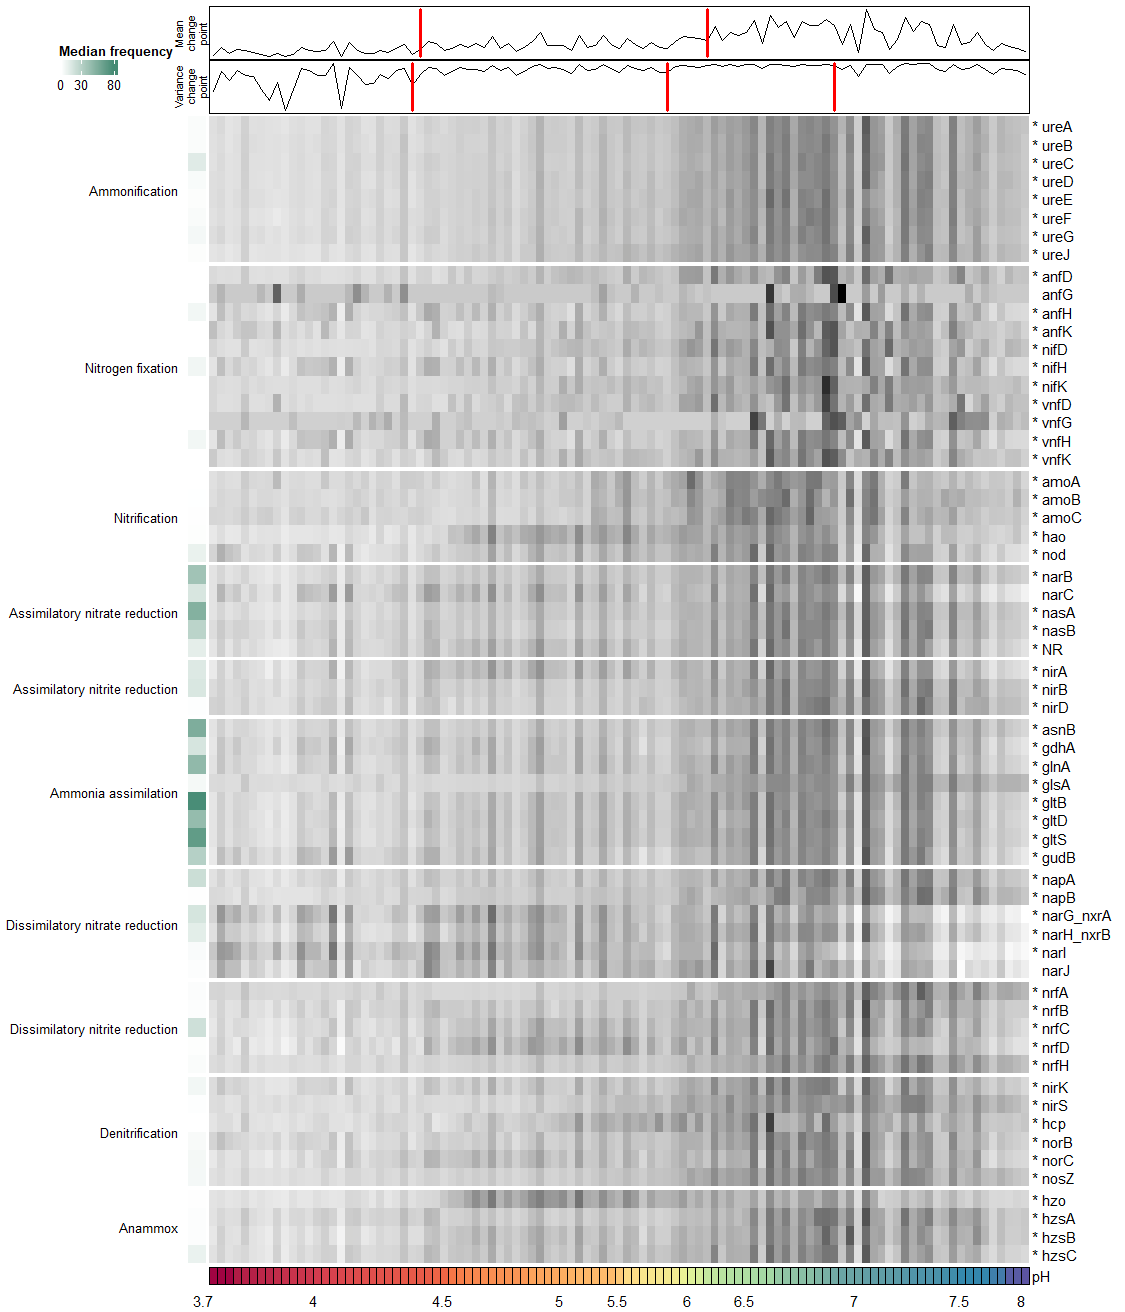 Median frequency
0 30 80
Mean
change
point
Variance
change
point
Ammonification
* ureA
* ureB
* ureC
* ureD
* ureE
* ureF
* ureG
* ureJ
Nitrogen fixation
* anfD
anfG
* anfH
* anfK
* nifD
* nifH
* nifK
* vnfD
* vnfG
* vnfH
* vnfK
Nitrification
* amoA
* amoB
* amoC
* hao
* nod
Assimilatory nitrate reduction
* narB
narC
* nasA
* nasB
* NR
Assimilatory nitrite reduction
* nirA
* nirB
* nirD
Ammonia assimilation
* asnB
* gdhA
* glnA
* glsA
* gltB
* gltD
* gltS
* gudB
Dissimilatory nitrate reduction
* napA
* napB
* narG_nxrA
* narH_nxrB
* narI
narJ
Dissimilatory nitrite reduction
* nrfA
* nrfB
* nrfC
* nrfD
* nrfH
Denitrification
* nirK
* nirS
* hcp
* norB
* norC
* nosZ
Anammox
* hzo
* hzsA
* hzsB
* hzsC
pH
3.7 4 4.5 5 5.5 6 6.5 7 7.5 8